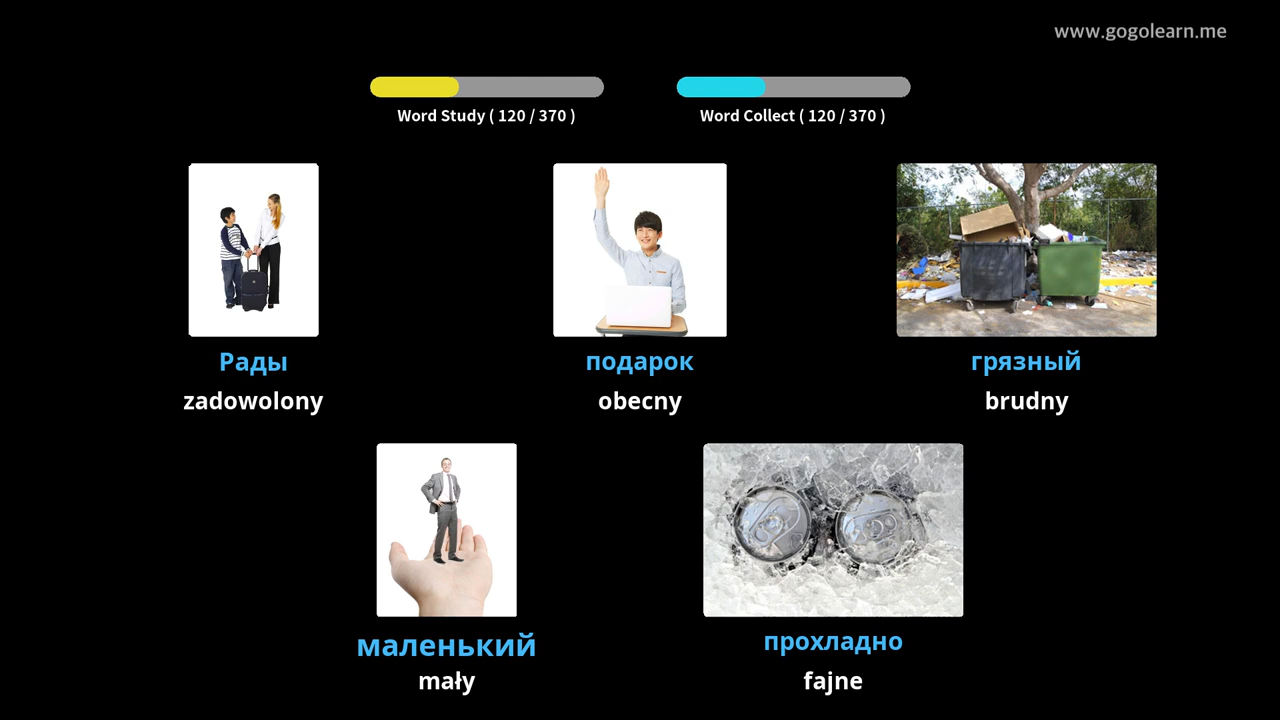 www.gogolearn.me
Word Study ( 120 / 370 )
Word Collect ( 120 / 370 )
Рады
подарок
грязный
zadowolony
obecny
brudny
маленький
прохладно
mały
fajne